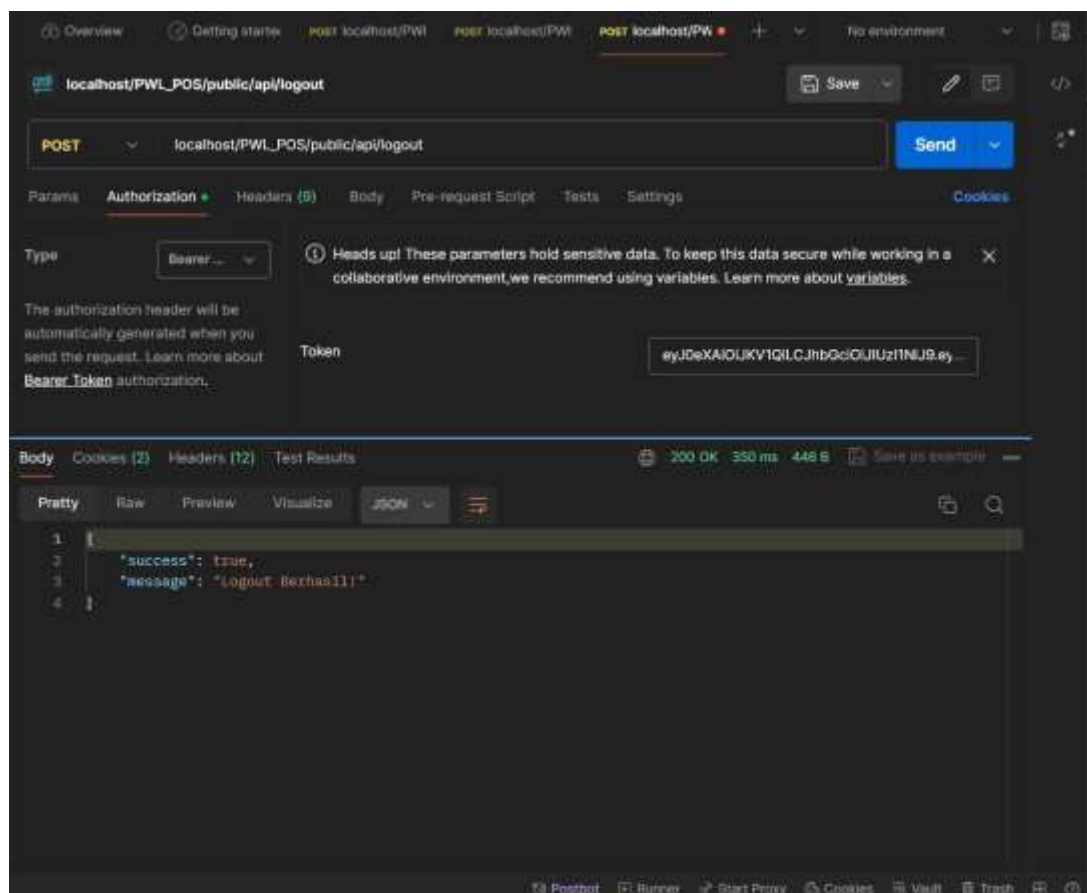 Overview Getting starte POST localhost/PWI POST localhost/PWI POST localhost/PW No environment
localhost/PWL_POS/public/api/logout Save
POST localhost/PWL_POS/public/api/logout Send
Params Authorization Headers (9) Body Pre-request Script Tests Settings Cookies
Type Bearer ... Heads up! These parameters hold sensitive data. To keep this data secure while working in a
collaborative environment,we recommend using variables. Learn more about variables.
The authorization header will be
automatically generated when you
send the request. Learn more about
Bearer Token authorization.
Token
Body Cookies (2) Headers (12) Test Results 200 OK 350 ms 446 B Save as example
Pretty Raw Preview Visualize JSON
1 {
2 "success": true,
3 "message": "Logout Berhasil!"
4 }
Postbot Runner Start Proxy Cookies Vault Trash